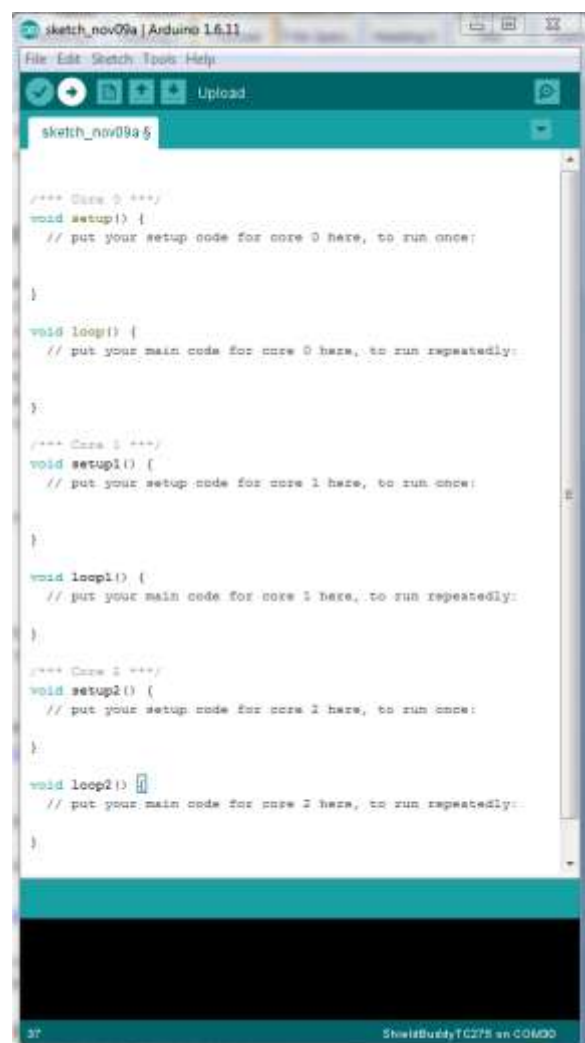 sketch_nov09a | Arduino 1.6.11
File Edit Sketch Tools Help
Upload
sketch_nov09a §
/*** Core 0 ***/
void setup() {
// put your setup code for core 0 here, to run once:
}
void loop() {
// put your main code for core 0 here, to run repeatedly:
}
/*** Core 1 ***/
void setup1() {
// put your setup code for core 1 here, to run once:
}
void loop1() {
// put your main code for core 1 here, to run repeatedly:
}
/*** Core 2 ***/
void setup2() {
// put your setup code for core 2 here, to run once:
}
void loop2() {
// put your main code for core 2 here, to run repeatedly:
}
37
ShieldBuddyTC275 on COM30